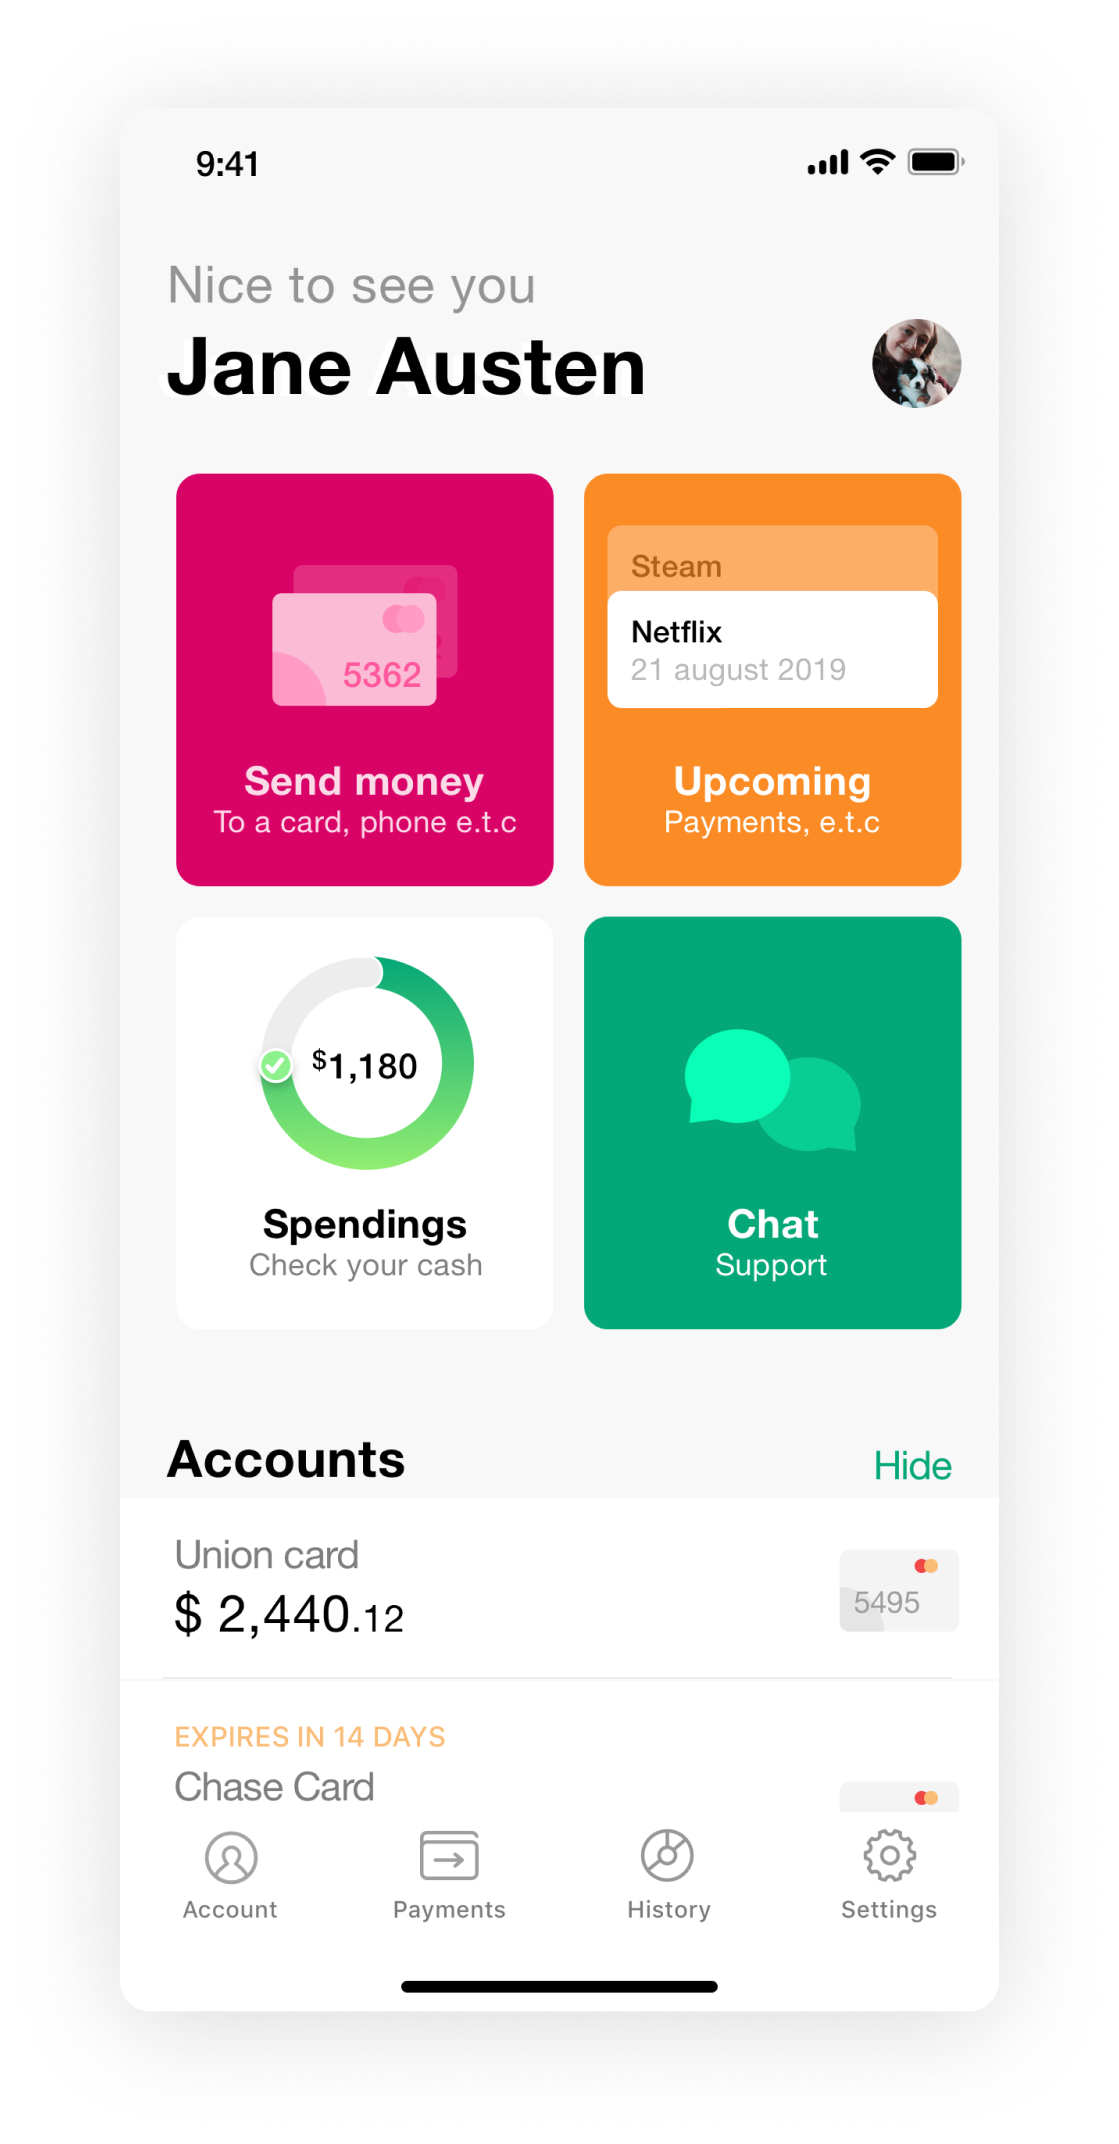 9:41
Nice to see you
Jane Austen
5362
Send money
To a card, phone e.t.c
Steam
Netflix
21 august 2019
Upcoming
Payments, e.t.c
$1,180
Spendings
Check your cash
Chat
Support
Accounts
Hide
Union card
$ 2,440.12
5495
EXPIRES IN 14 DAYS
Chase Card
Account
Payments
History
Settings